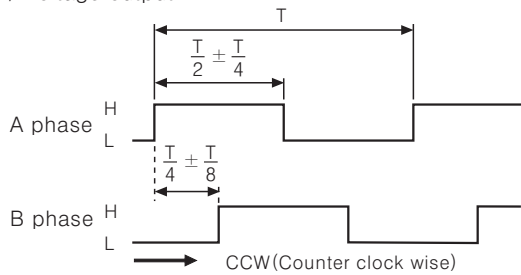 T
T/2 ± T/4
A phase H
L
T/4 ± T/8
B phase H
L
CCW(Counter clock wise)